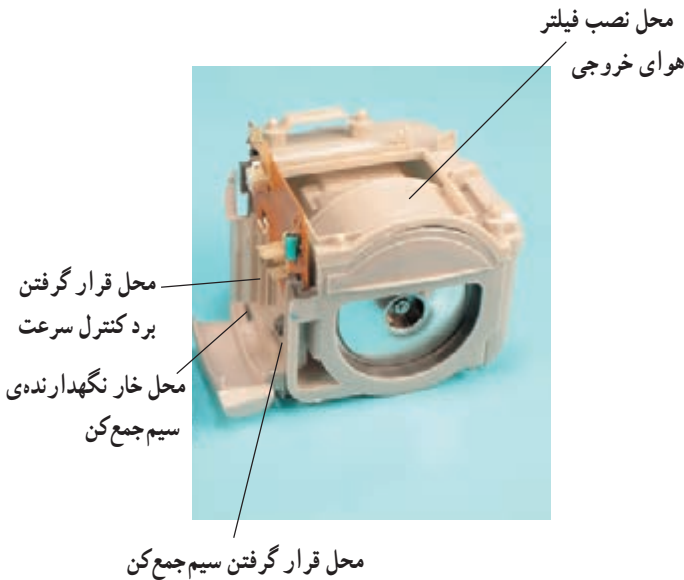 محل نصب فیلتر
هوای خروجی
محل قرار گرفتن
برد کنترل سرعت
محل خار نگهدارنده‌ی
سیم‌جمع‌کن
محل قرار گرفتن سیم‌جمع‌کن